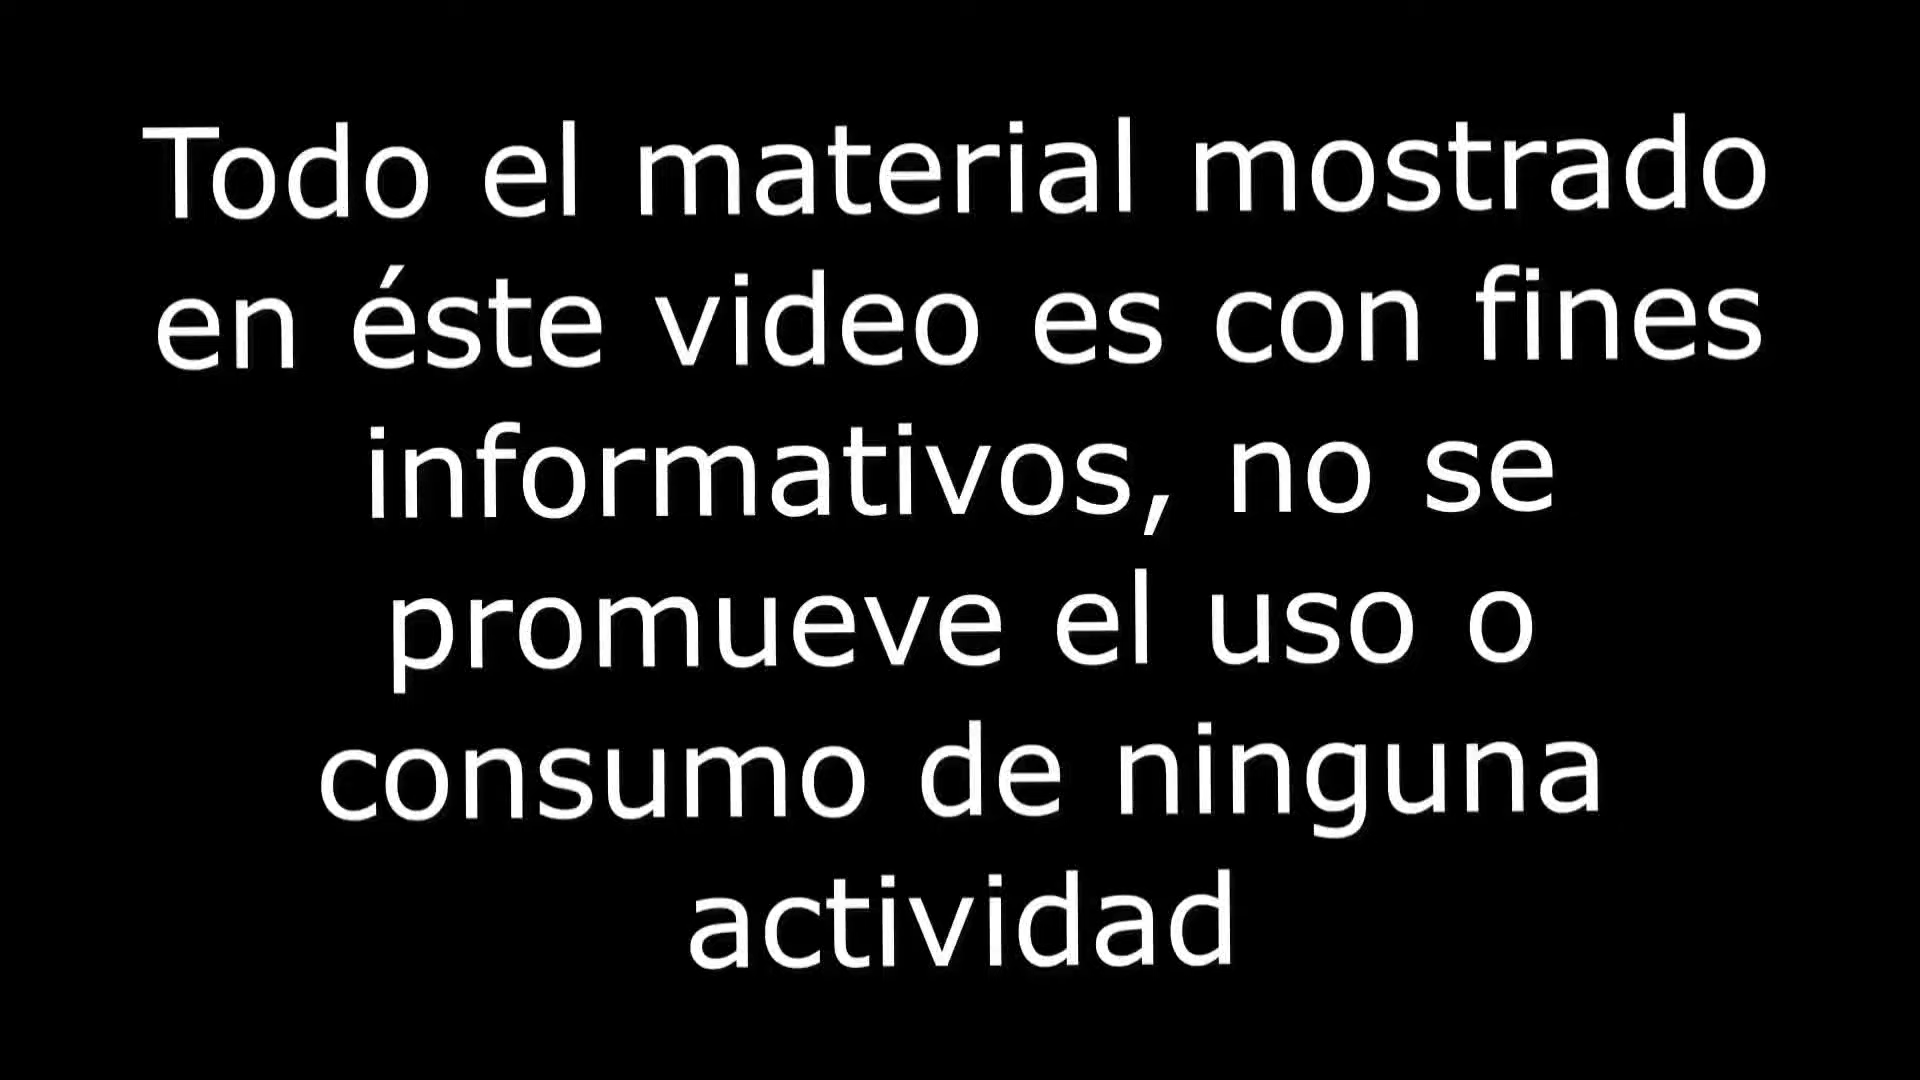 Todo el material mostrado
en éste video es con fines
informativos, no se
promueve el uso o
consumo de ninguna
actividad